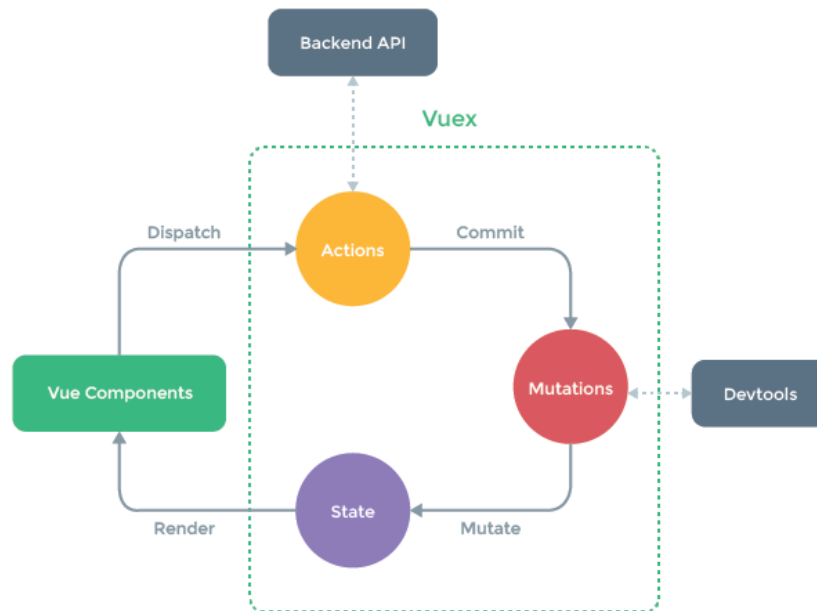 Backend API
Vuex
Dispatch
Actions
Commit
Vue Components
Mutations
Devtools
Render
State
Mutate